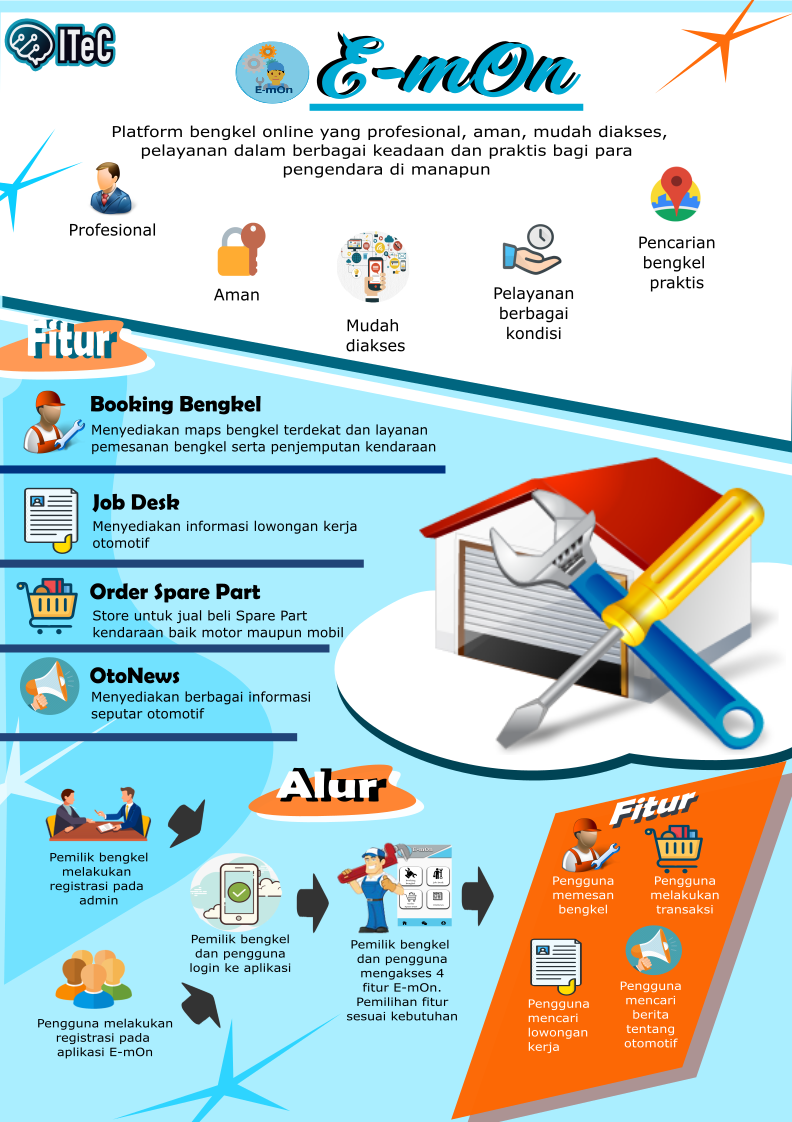 ITeC
E-mOn
E-mOn
Platform bengkel online yang profesional, aman, mudah diakses,
pelayanan dalam berbagai keadaan dan praktis bagi para
pengendara di manapun
Profesional
Aman
Mudah
diakses
Pelayanan
berbagai
kondisi
Pencarian
bengkel
praktis
Fitur
Booking Bengkel
Menyediakan maps bengkel terdekat dan layanan
pemesanan bengkel serta penjemputan kendaraan
Job Desk
Menyediakan informasi lowongan kerja
otomotif
Order Spare Part
Store untuk jual beli Spare Part
kendaraan baik motor maupun mobil
OtoNews
Menyediakan berbagai informasi
seputar otomotif
Alur
Pemilik bengkel
melakukan
registrasi pada
admin
Pengguna melakukan
registrasi pada
aplikasi E-mOn
Pemilik bengkel
dan pengguna
login ke aplikasi
Pemilik bengkel
dan pengguna
mengakses 4
fitur E-mOn.
Pemilihan fitur
sesuai kebutuhan
Fitur
Pengguna
memesan
bengkel
Pengguna
melakukan
transaksi
Pengguna
mencari
lowongan
kerja
Pengguna
mencari
berita
tentang
otomotif